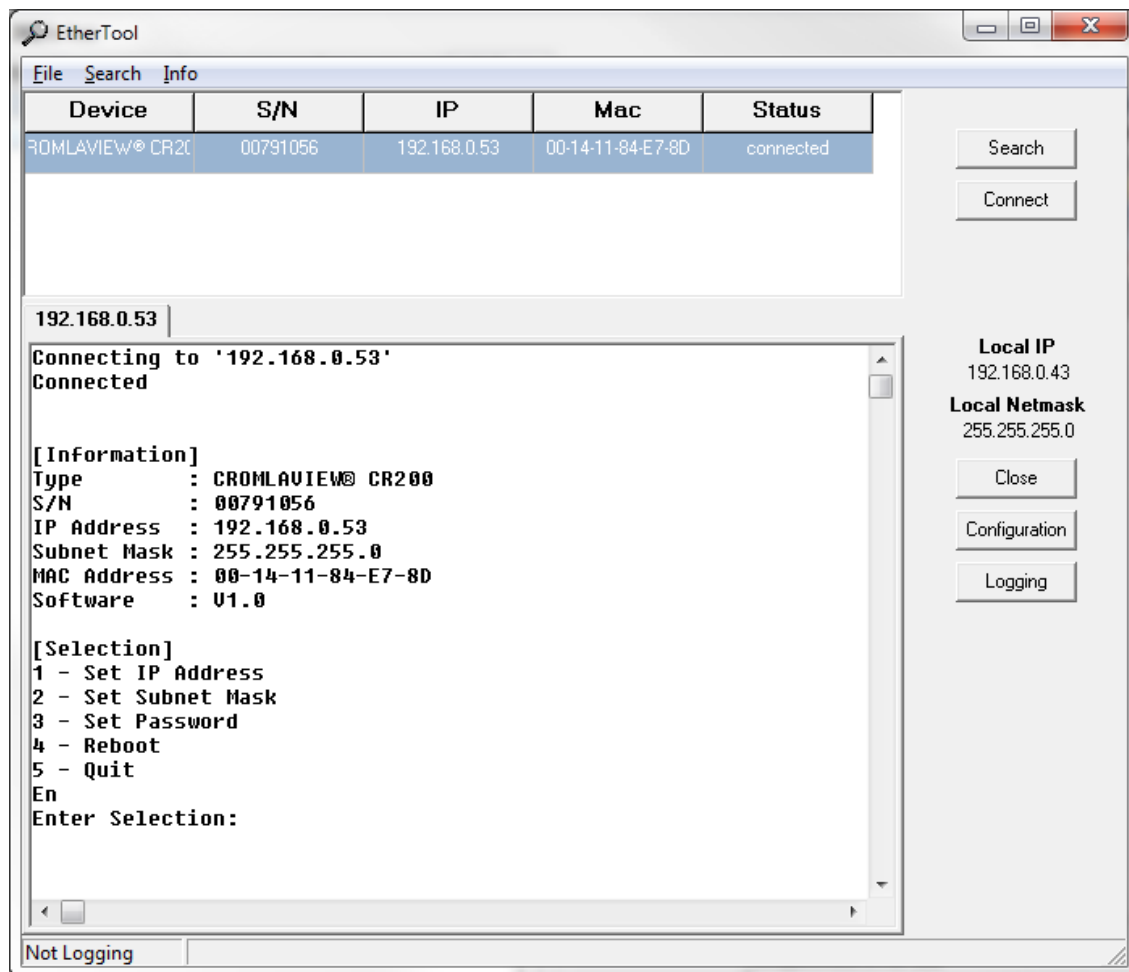 EtherTool
File Search Info
Device S/N IP Mac Status
ROMLAVIEW® CR20 00791056 192.168.0.53 00-14-11-84-E7-8D connected
Search
Connect
192.168.0.53
Connecting to '192.168.0.53'
Connected
[Information]
Type : CROMLAVIEW® CR200
S/N : 00791056
IP Address : 192.168.0.53
Subnet Mask : 255.255.255.0
MAC Address : 00-14-11-84-E7-8D
Software : V1.0
[Selection]
1 - Set IP Address
2 - Set Subnet Mask
3 - Set Password
4 - Reboot
5 - Quit
En
Enter Selection:
Local IP
192.168.0.43
Local Netmask
255.255.255.0
Close
Configuration
Logging
Not Logging